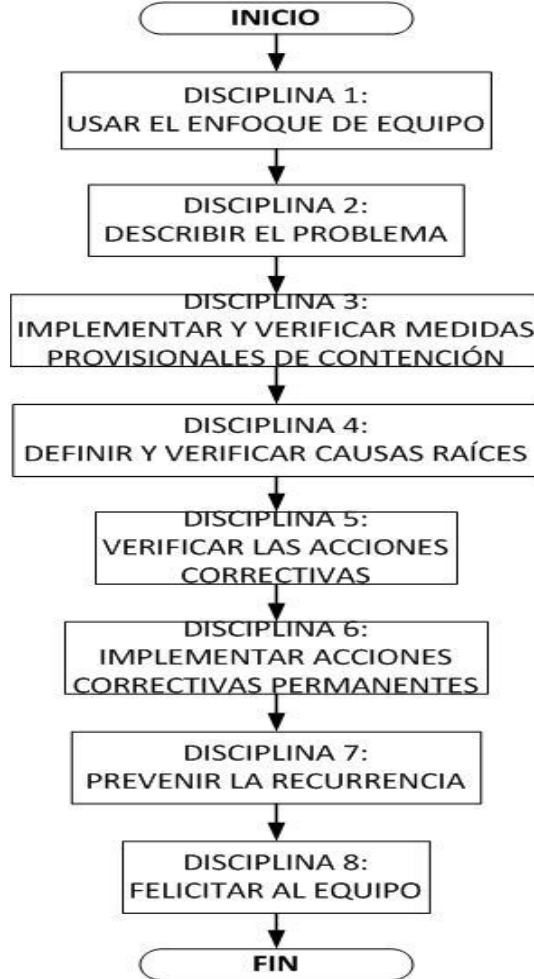 INICIO
DISCIPLINA 1:
USAR EL ENFOQUE DE EQUIPO
DISCIPLINA 2:
DESCRIBIR EL PROBLEMA
DISCIPLINA 3:
IMPLEMENTAR Y VERIFICAR MEDIDAS
PROVISIONALES DE CONTENCIÓN
DISCIPLINA 4:
DEFINIR Y VERIFICAR CAUSAS RAÍCES
DISCIPLINA 5:
VERIFICAR LAS ACCIONES
CORRECTIVAS
DISCIPLINA 6:
IMPLEMENTAR ACCIONES
CORRECTIVAS PERMANENTES
DISCIPLINA 7:
PREVENIR LA RECURRENCIA
DISCIPLINA 8:
FELICITAR AL EQUIPO
FIN